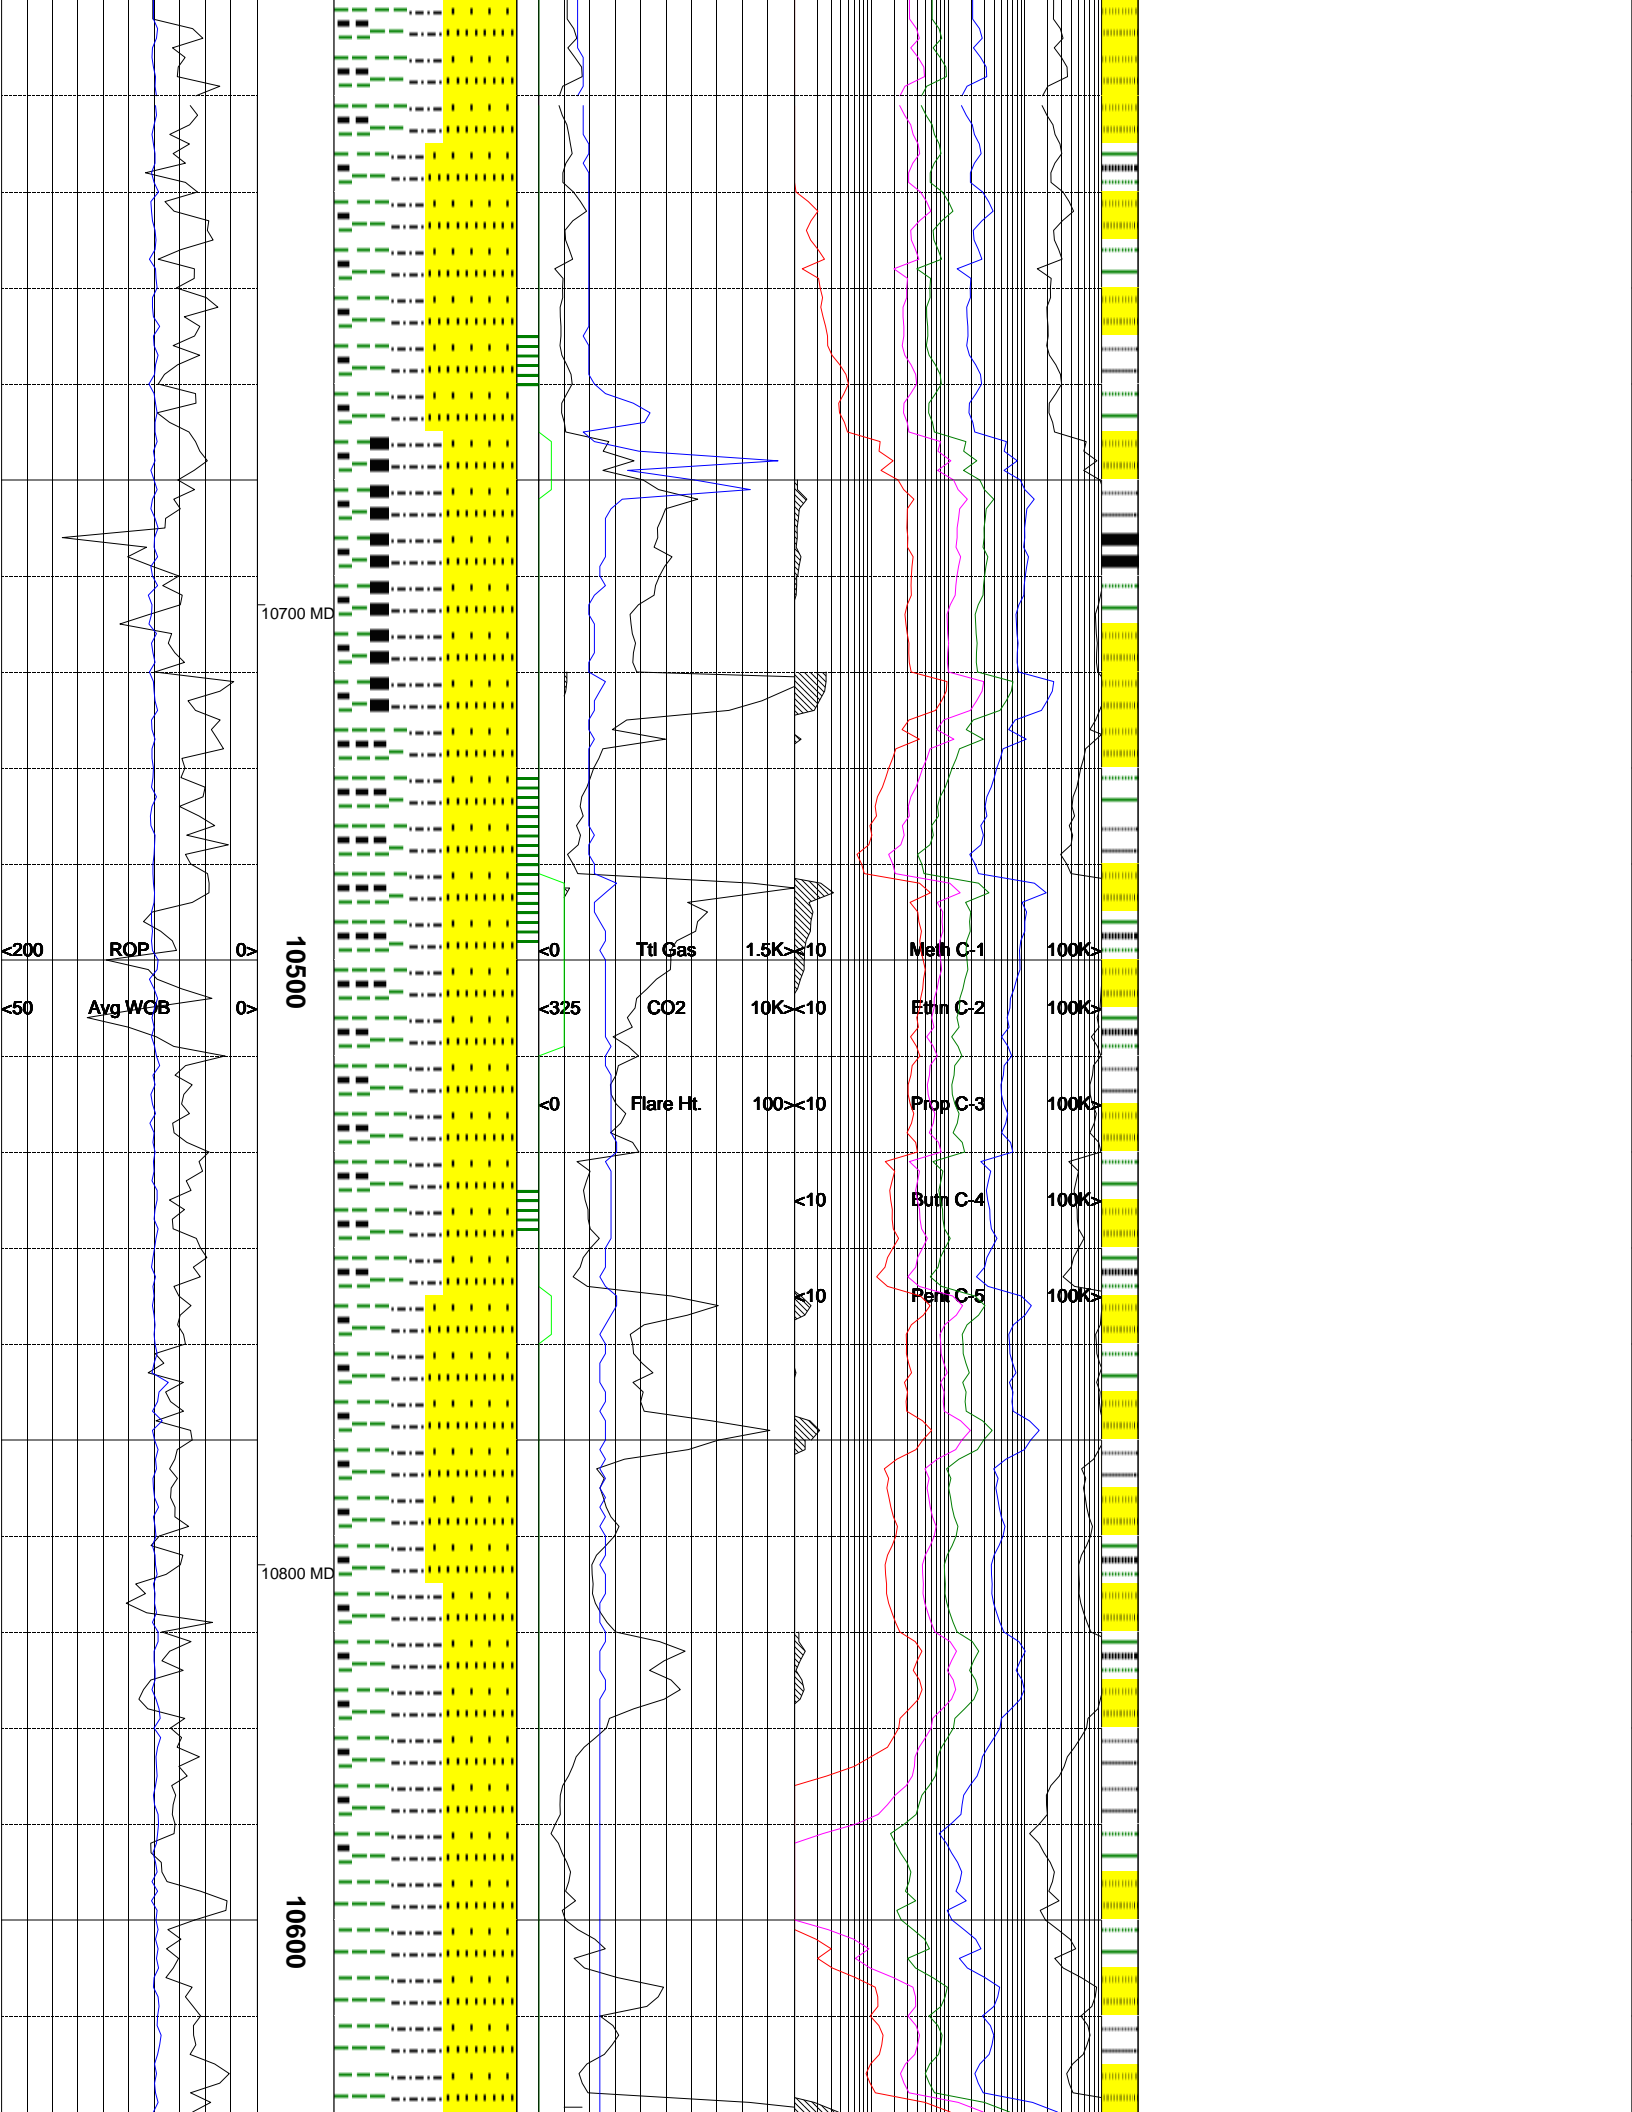 10700 MD
<200 ROP 0> 10500 <0 Ttl Gas 1.5K> <10 Meth C-1 100K>
<50 Avg WOB 0> <325 CO2 10K> <10 Ethn C-2 100K>
<0 Flare Ht. 100> <10 Prop C-3 100K>
<10 Butn C-4 100K>
<10 Pent C-5 100K>
10800 MD
10600